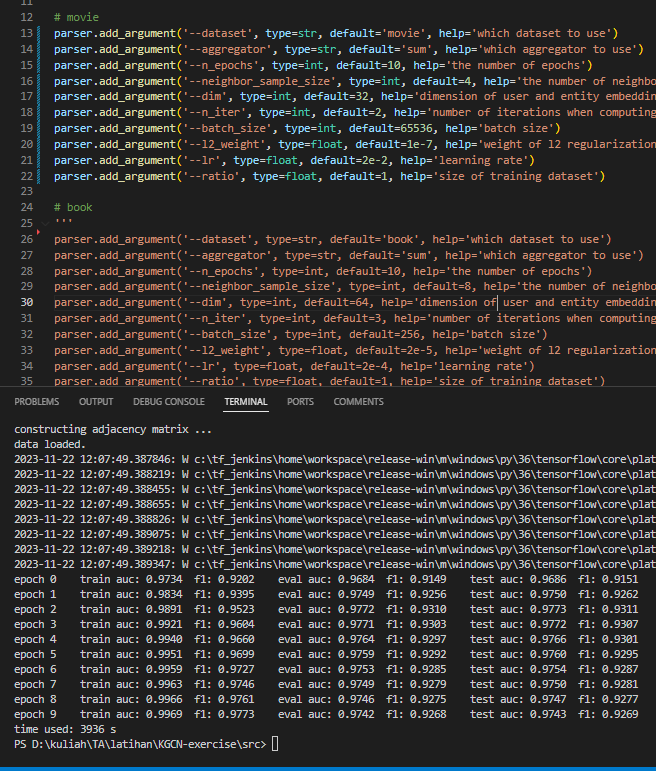 11
12 # movie
13 parser.add_argument('--dataset', type=str, default='movie', help='which dataset to use')
14 parser.add_argument('--aggregator', type=str, default='sum', help='which aggregator to use')
15 parser.add_argument('--n_epochs', type=int, default=10, help='the number of epochs')
16 parser.add_argument('--neighbor_sample_size', type=int, default=4, help='the number of neighbo
17 parser.add_argument('--dim', type=int, default=32, help='dimension of user and entity embeddin
18 parser.add_argument('--n_iter', type=int, default=2, help='number of iterations when computing
19 parser.add_argument('--batch_size', type=int, default=65536, help='batch size')
20 parser.add_argument('--l2_weight', type=float, default=1e-7, help='weight of l2 regularization
21 parser.add_argument('--lr', type=float, default=2e-2, help='learning rate')
22 parser.add_argument('--ratio', type=float, default=1, help='size of training dataset')
23
24 # book
25 '''
26 parser.add_argument('--dataset', type=str, default='book', help='which dataset to use')
27 parser.add_argument('--aggregator', type=str, default='sum', help='which aggregator to use')
28 parser.add_argument('--n_epochs', type=int, default=10, help='the number of epochs')
29 parser.add_argument('--neighbor_sample_size', type=int, default=8, help='the number of neighbo
30 parser.add_argument('--dim', type=int, default=64, help='dimension of user and entity embeddin
31 parser.add_argument('--n_iter', type=int, default=3, help='number of iterations when computing
32 parser.add_argument('--batch_size', type=int, default=256, help='batch size')
33 parser.add_argument('--l2_weight', type=float, default=2e-5, help='weight of l2 regularization
34 parser.add_argument('--lr', type=float, default=2e-4, help='learning rate')
35 parser.add_argument('--ratio', type=float, default=1, help='size of training dataset')
PROBLEMS OUTPUT DEBUG CONSOLE TERMINAL PORTS COMMENTS
constructing adjacency matrix ...
data loaded.
2023-11-22 12:07:49.387846: W c:\tf_jenkins\home\workspace\release-win\m\windows\py\36\tensorflow\core\plat
2023-11-22 12:07:49.388219: W c:\tf_jenkins\home\workspace\release-win\m\windows\py\36\tensorflow\core\plat
2023-11-22 12:07:49.388455: W c:\tf_jenkins\home\workspace\release-win\m\windows\py\36\tensorflow\core\plat
2023-11-22 12:07:49.388655: W c:\tf_jenkins\home\workspace\release-win\m\windows\py\36\tensorflow\core\plat
2023-11-22 12:07:49.388826: W c:\tf_jenkins\home\workspace\release-win\m\windows\py\36\tensorflow\core\plat
2023-11-22 12:07:49.389075: W c:\tf_jenkins\home\workspace\release-win\m\windows\py\36\tensorflow\core\plat
2023-11-22 12:07:49.389218: W c:\tf_jenkins\home\workspace\release-win\m\windows\py\36\tensorflow\core\plat
2023-11-22 12:07:49.389347: W c:\tf_jenkins\home\workspace\release-win\m\windows\py\36\tensorflow\core\plat
epoch 0 train auc: 0.9734 f1: 0.9202 eval auc: 0.9684 f1: 0.9149 test auc: 0.9686 f1: 0.9151
epoch 1 train auc: 0.9834 f1: 0.9395 eval auc: 0.9749 f1: 0.9256 test auc: 0.9750 f1: 0.9262
epoch 2 train auc: 0.9891 f1: 0.9523 eval auc: 0.9772 f1: 0.9310 test auc: 0.9773 f1: 0.9311
epoch 3 train auc: 0.9921 f1: 0.9604 eval auc: 0.9771 f1: 0.9303 test auc: 0.9772 f1: 0.9307
epoch 4 train auc: 0.9940 f1: 0.9660 eval auc: 0.9764 f1: 0.9297 test auc: 0.9766 f1: 0.9301
epoch 5 train auc: 0.9951 f1: 0.9699 eval auc: 0.9759 f1: 0.9292 test auc: 0.9760 f1: 0.9295
epoch 6 train auc: 0.9959 f1: 0.9727 eval auc: 0.9753 f1: 0.9285 test auc: 0.9754 f1: 0.9287
epoch 7 train auc: 0.9963 f1: 0.9746 eval auc: 0.9749 f1: 0.9279 test auc: 0.9750 f1: 0.9281
epoch 8 train auc: 0.9966 f1: 0.9761 eval auc: 0.9746 f1: 0.9275 test auc: 0.9747 f1: 0.9277
epoch 9 train auc: 0.9969 f1: 0.9773 eval auc: 0.9742 f1: 0.9268 test auc: 0.9743 f1: 0.9269
time used: 3936 s
PS D:\kuliah\TA\latihan\KGCN-exercise\src>